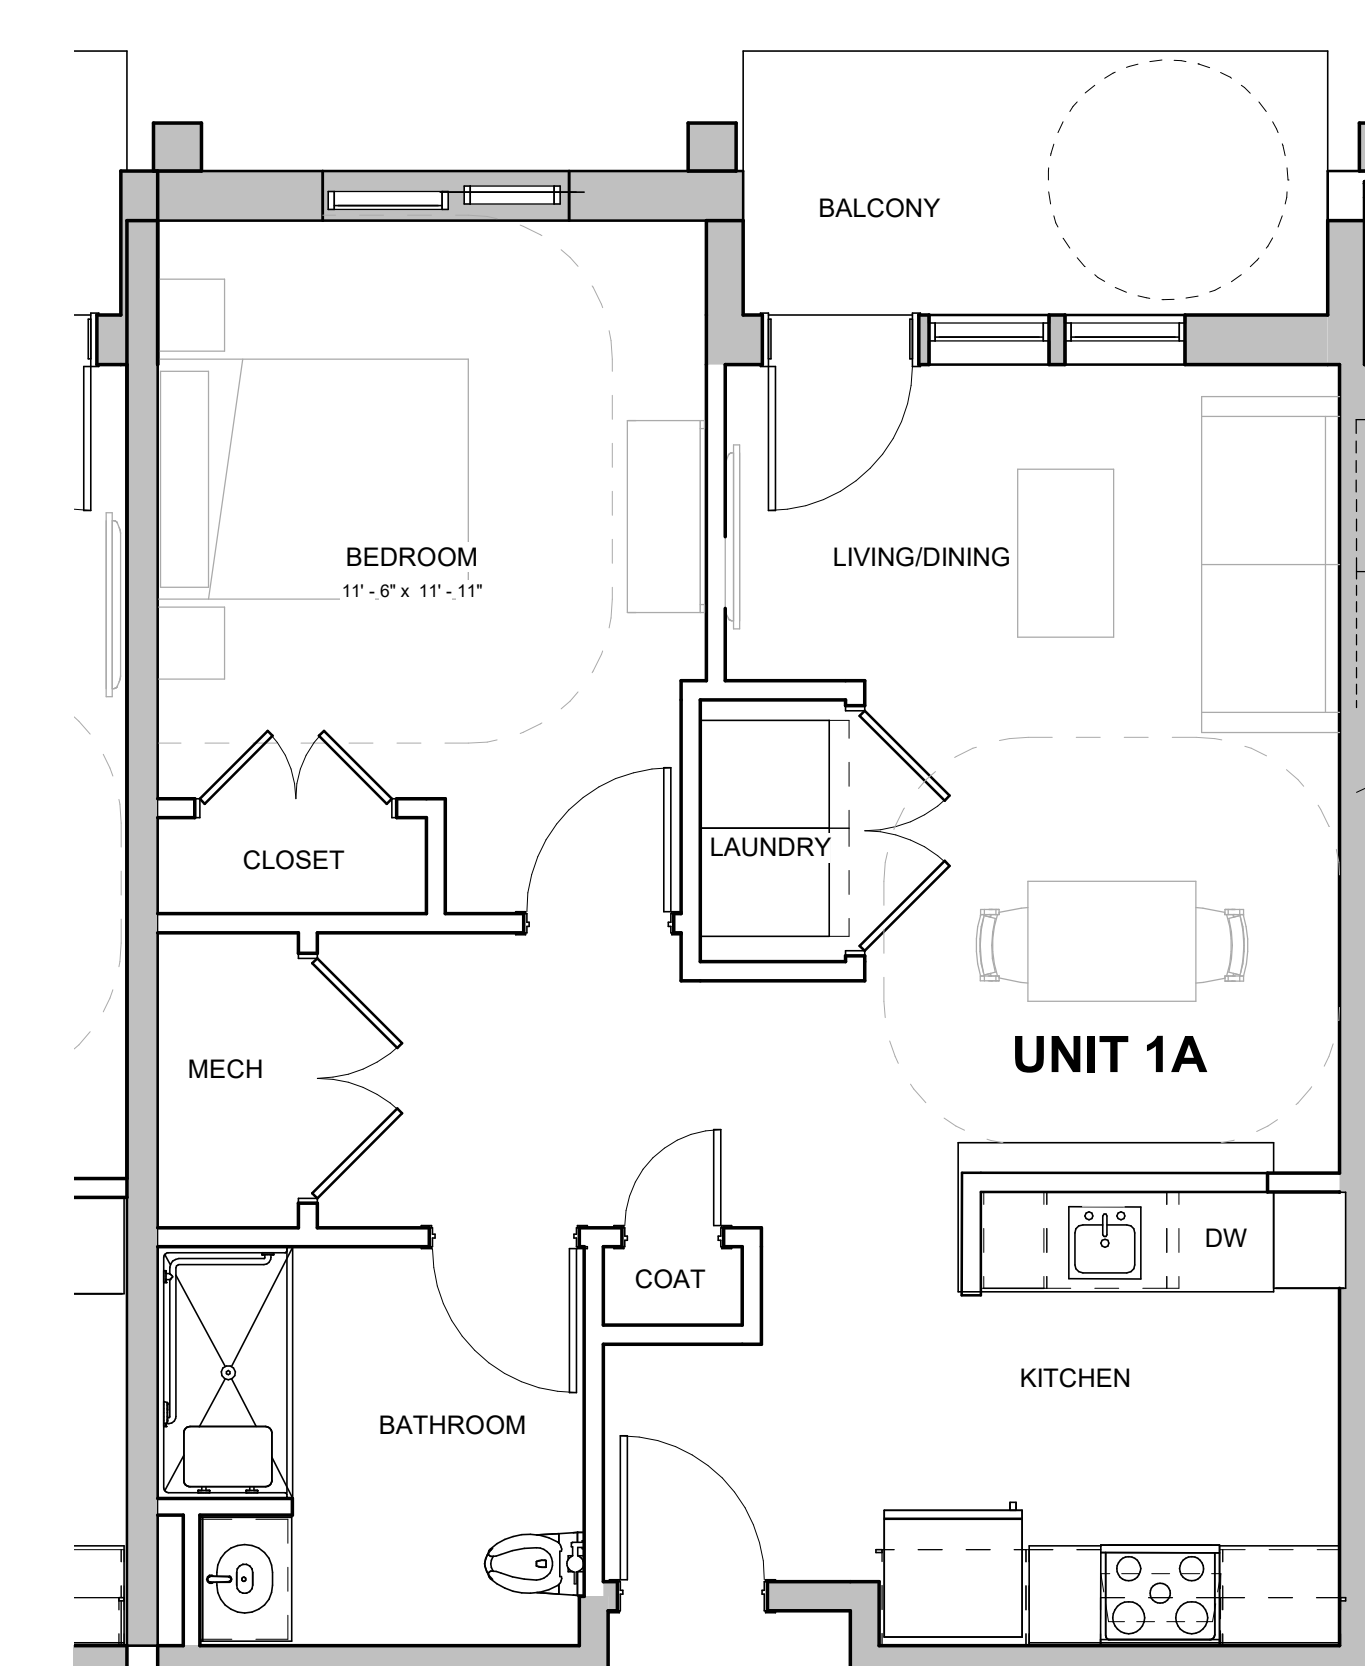 BALCONY
BEDROOM
11' - 6" x 11' - 11"
LIVING/DINING
CLOSET
LAUNDRY
UNIT 1A
MECH
DW
COAT
KITCHEN
BATHROOM